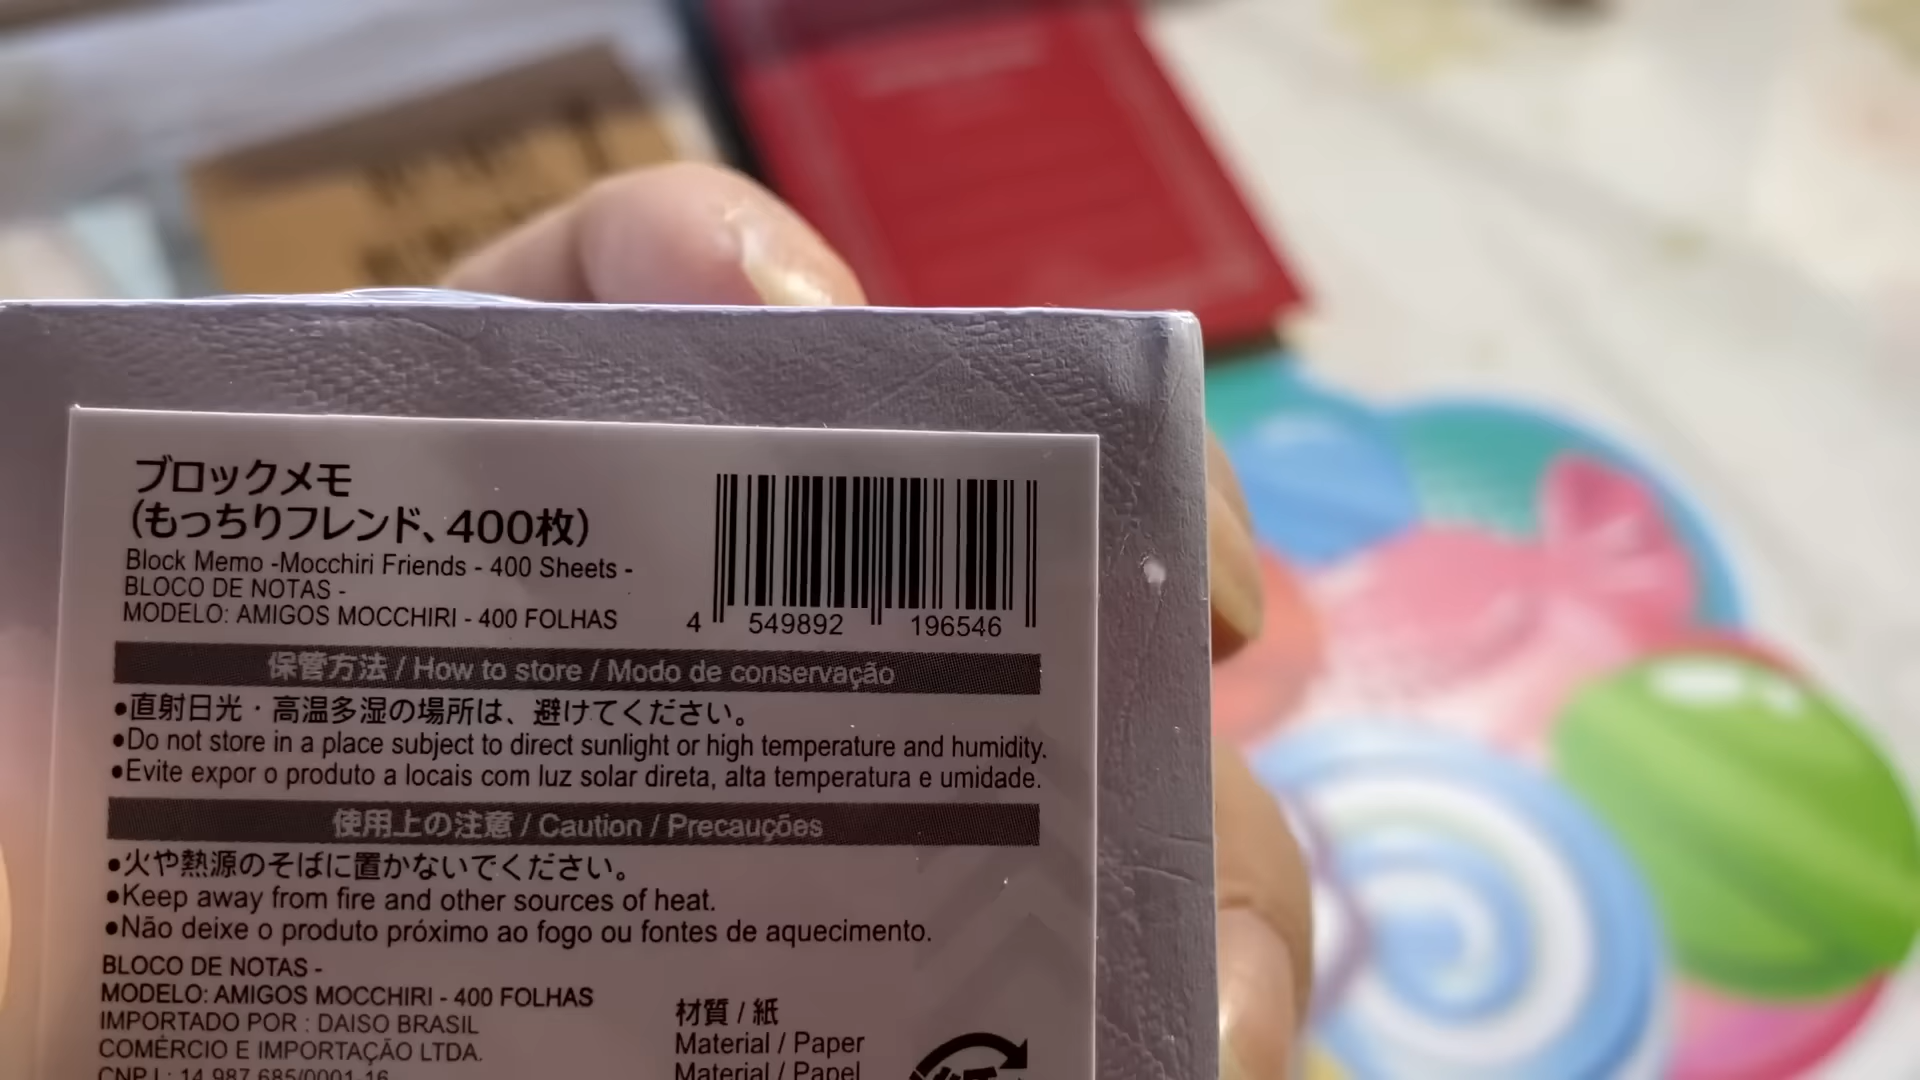 ブロックメモ
(もっちりフレンド、400枚)
Block Memo -Mocchiri Friends - 400 Sheets -
BLOCO DE NOTAS -
MODELO: AMIGOS MOCCHIRI - 400 FOLHAS
4 549892 196546
保管方法 / How to store / Modo de conservação
●直射日光・高温多湿の場所は、避けてください。
●Do not store in a place subject to direct sunlight or high temperature and humidity.
●Evite expor o produto a locais com luz solar direta, alta temperatura e umidade.
使用上の注意 / Caution / Precauções
●火や熱源のそばに置かないでください。
●Keep away from fire and other sources of heat.
●Não deixe o produto próximo ao fogo ou fontes de aquecimento.
BLOCO DE NOTAS -
MODELO: AMIGOS MOCCHIRI - 400 FOLHAS
IMPORTADO POR : DAISO BRASIL
COMÉRCIO E IMPORTAÇÃO LTDA.
CNPJ.: 14.987.685/0001-16
材質 / 紙
Material / Paper
Material / Papel